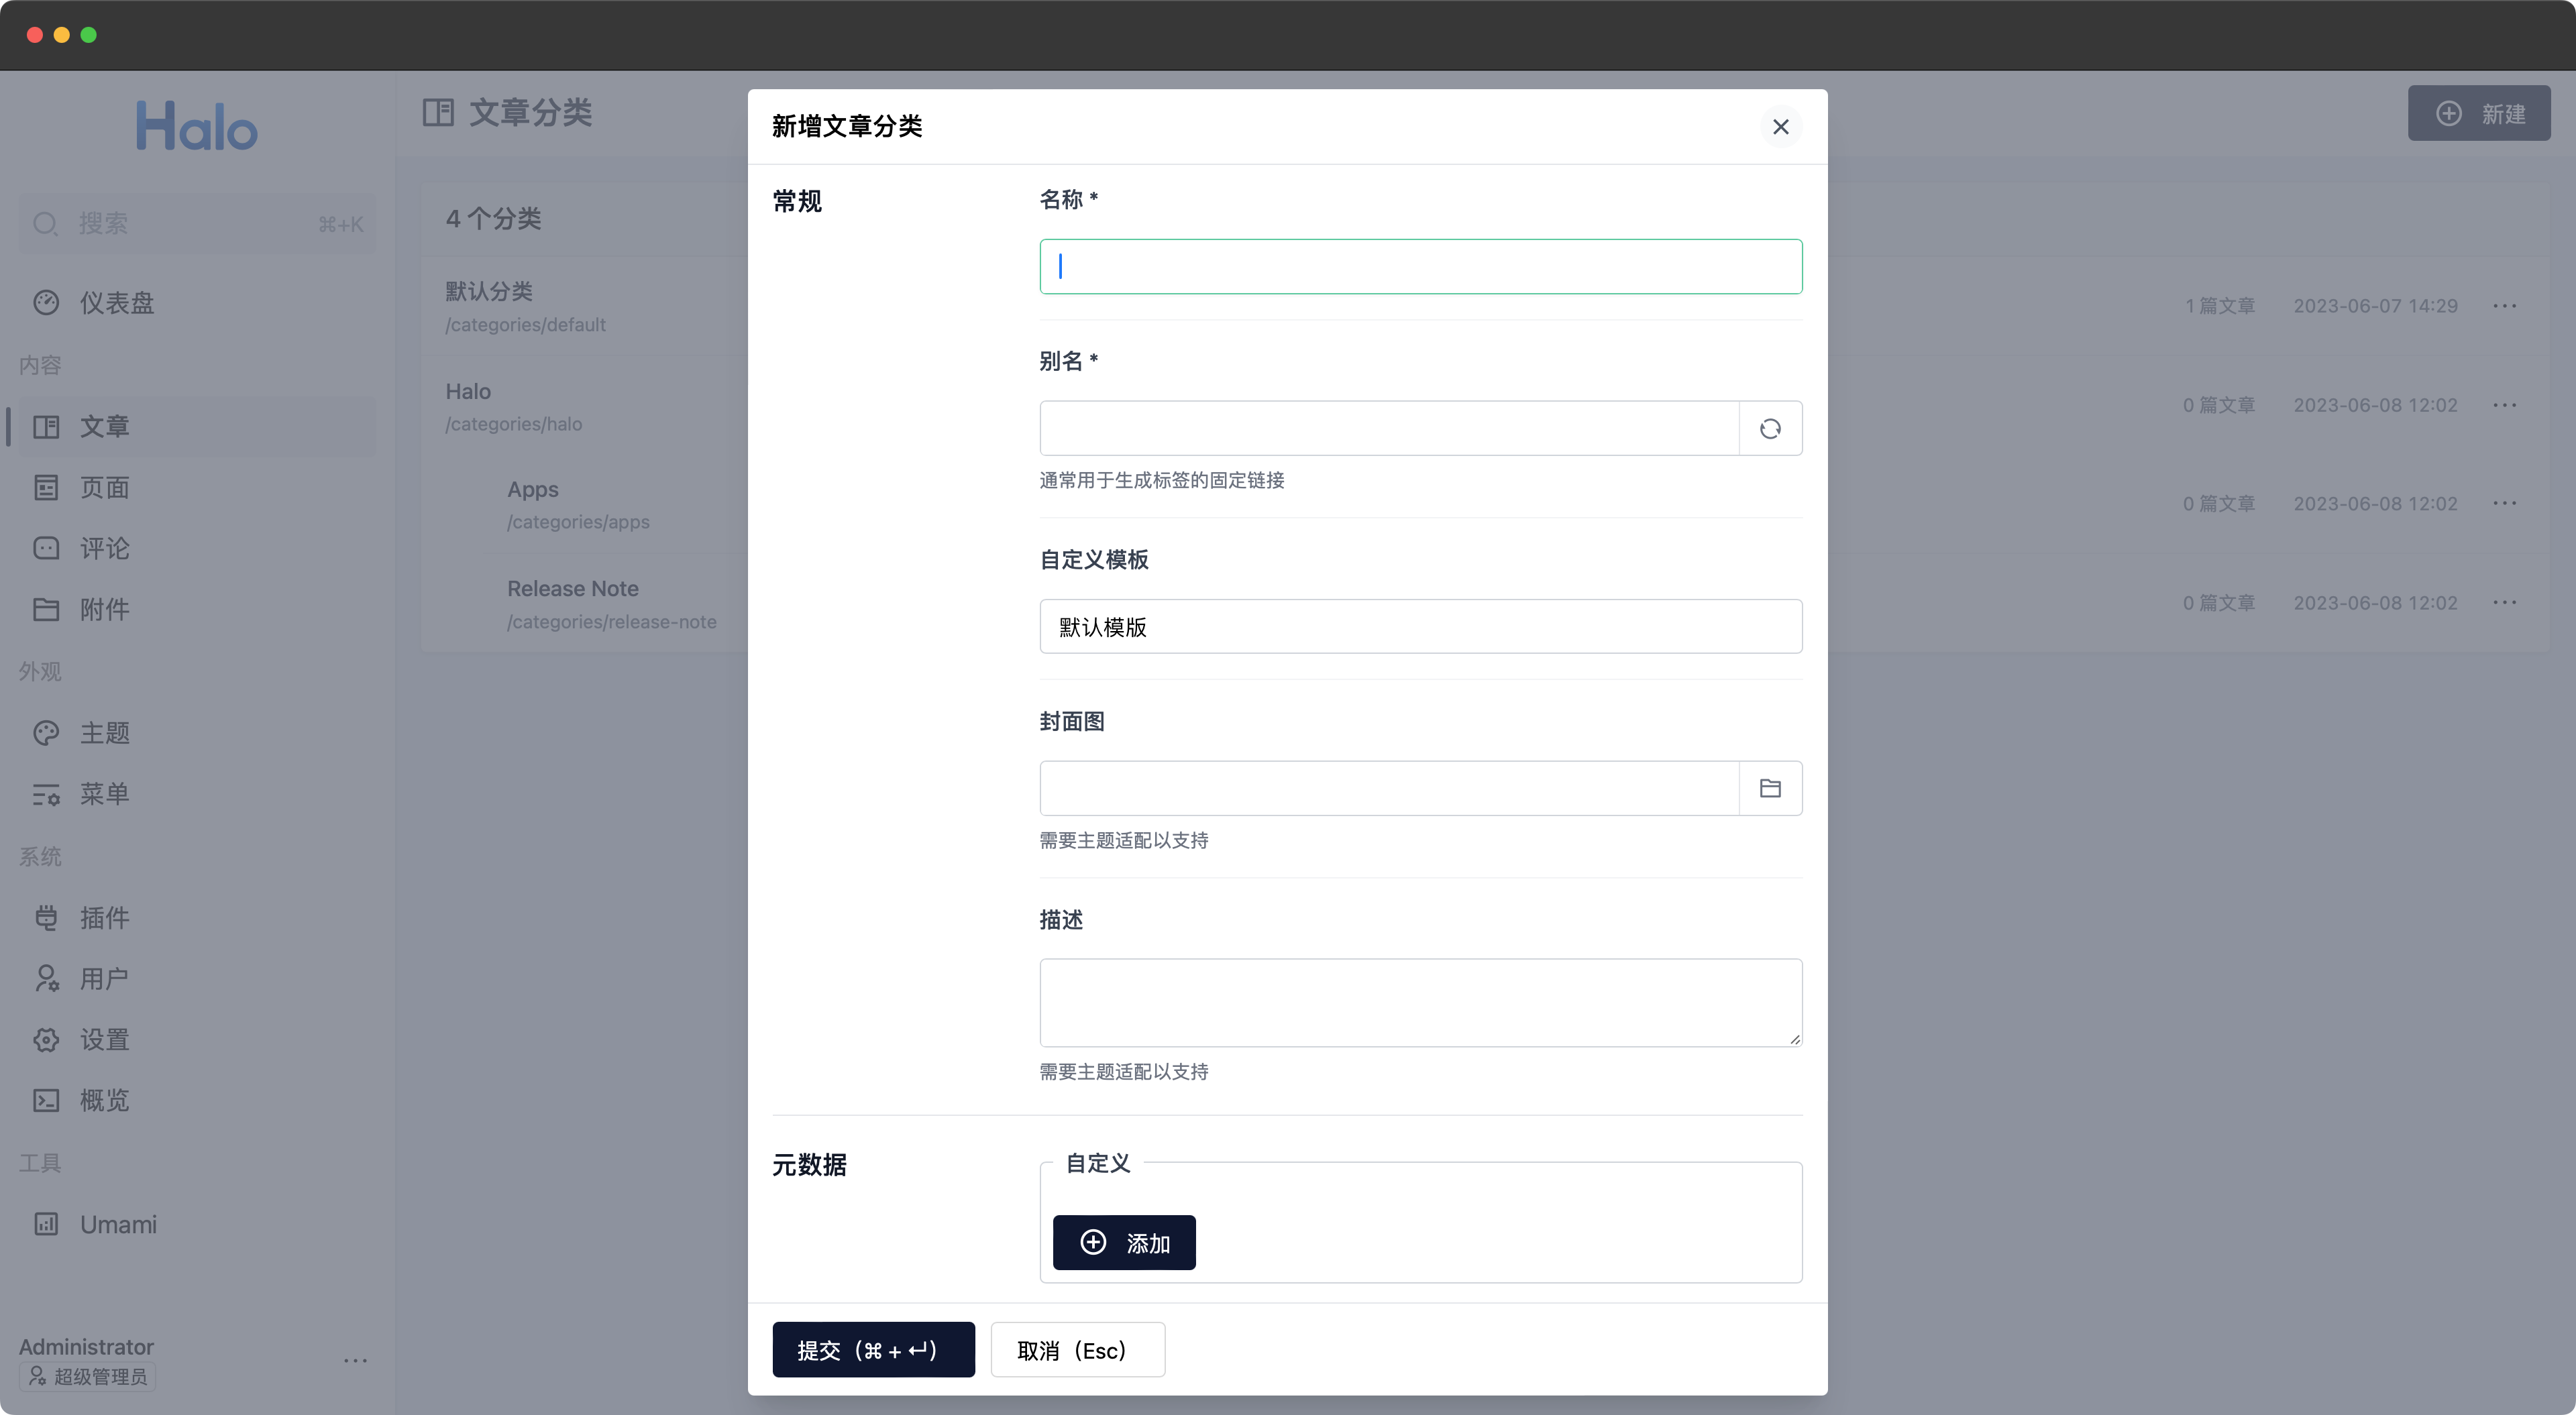 Halo
搜索 ⌘+K
仪表盘
内容
文章
页面
评论
附件
外观
主题
菜单
系统
插件
用户
设置
概览
工具
Umami
Administrator
超级管理员
文章分类
新建
4 个分类
默认分类
/categories/default
1 篇文章 2023-06-07 14:29
Halo
/categories/halo
0 篇文章 2023-06-08 12:02
Apps
/categories/apps
0 篇文章 2023-06-08 12:02
Release Note
/categories/release-note
0 篇文章 2023-06-08 12:02
新增文章分类
常规
名称 *
别名 *
通常用于生成标签的固定链接
自定义模板
默认模版
封面图
需要主题适配以支持
描述
需要主题适配以支持
元数据
自定义
添加
提交（⌘ + ↵）
取消（Esc）